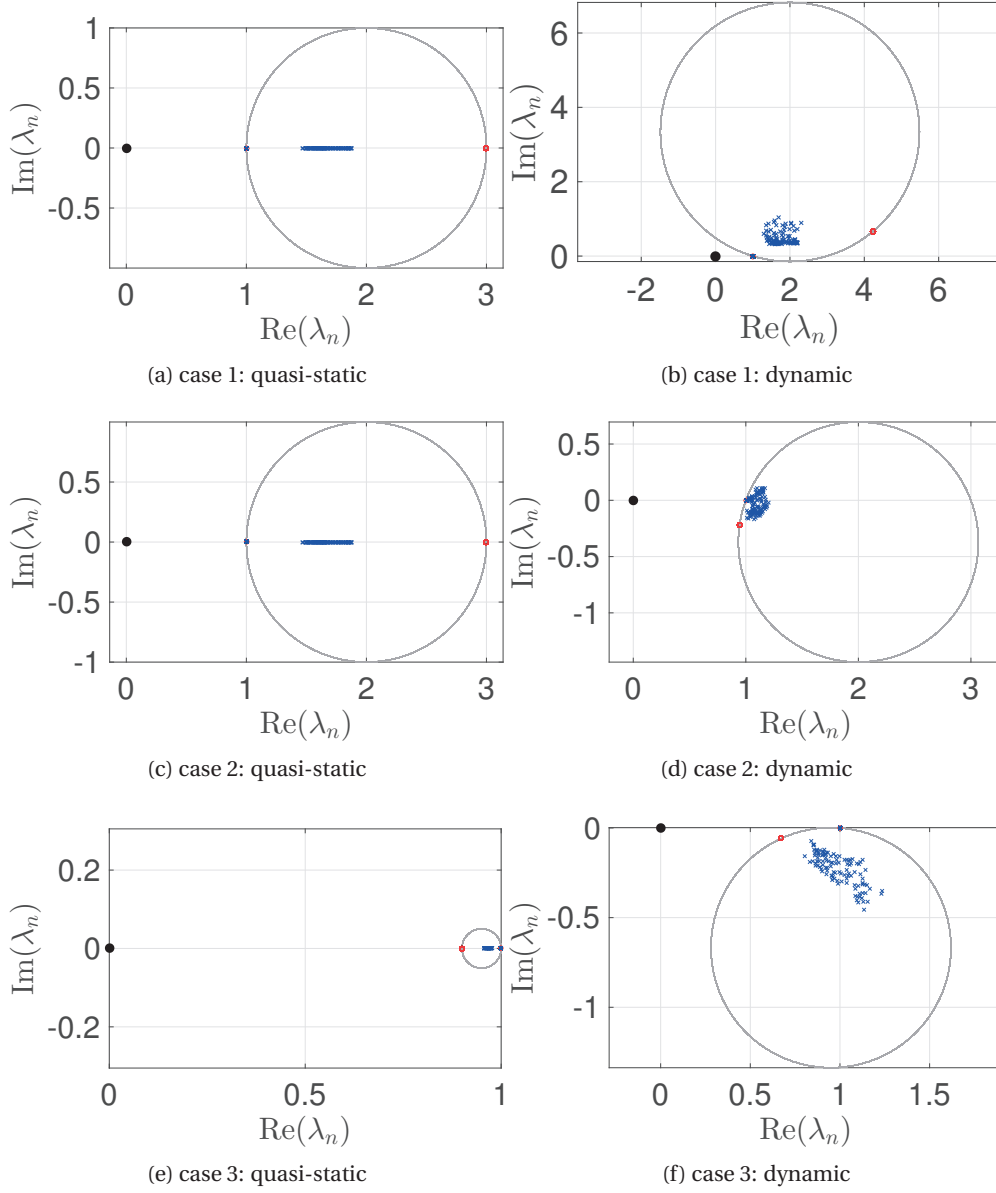 1
0.5
0
-0.5
0 1 2 3
Im(λn)
Re(λn)
(a) case 1: quasi-static
6
4
2
0
-2 0 2 4 6
Im(λn)
Re(λn)
(b) case 1: dynamic
0.5
0
-0.5
-1
0 1 2 3
Im(λn)
Re(λn)
(c) case 2: quasi-static
0.5
0
-0.5
-1
0 1 2 3
Im(λn)
Re(λn)
(d) case 2: dynamic
0.2
0
-0.2
0 0.5 1
Im(λn)
Re(λn)
(e) case 3: quasi-static
0
-0.5
-1
0 0.5 1 1.5
Im(λn)
Re(λn)
(f) case 3: dynamic